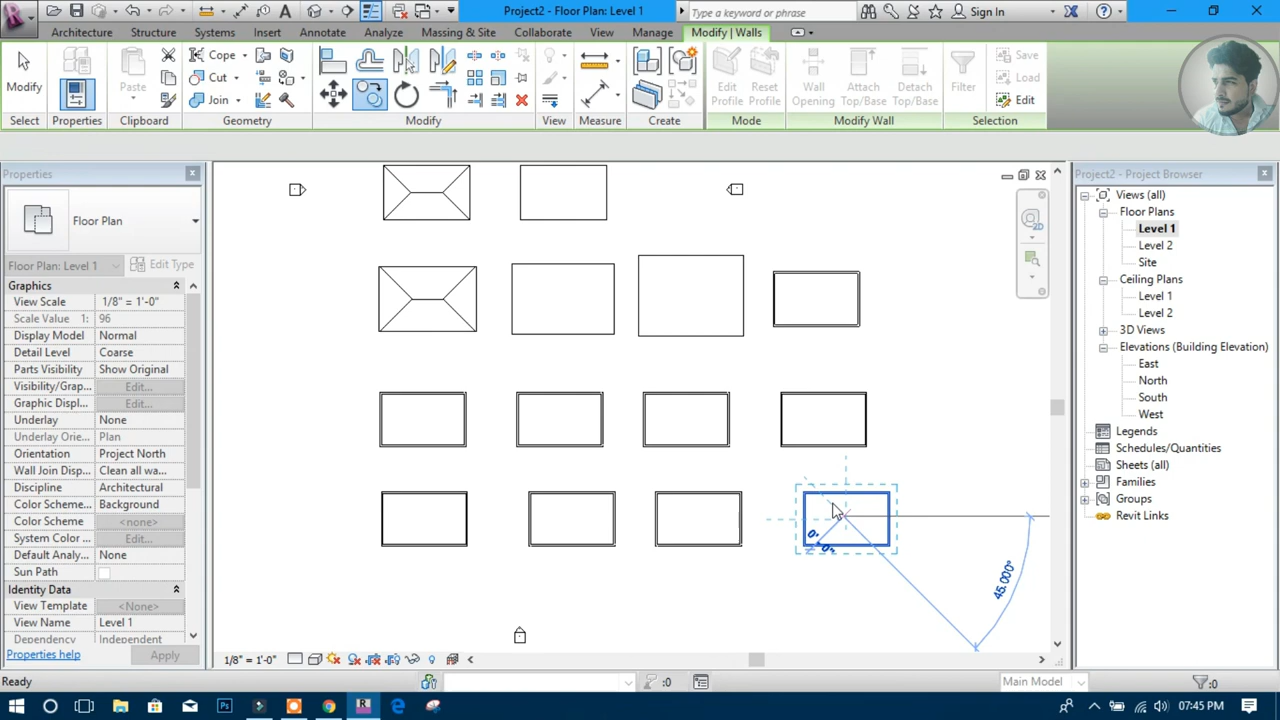 Project2 - Floor Plan: Level 1
Type a keyword or phrase
Sign In
Architecture Structure Systems Insert Annotate Analyze Massing & Site Collaborate View Manage Modify | Walls
Modify
Paste
Cope
Cut
Join
Edit Profile
Reset Profile
Wall Opening
Attach Top/Base
Detach Top/Base
Filter
Save
Load
Edit
Select Properties Clipboard Geometry Modify View Measure Create Mode Modify Wall Selection
Properties
Floor Plan
Floor Plan: Level 1
Edit Type
Graphics
View Scale 1/8" = 1'-0"
Scale Value 1: 96
Display Model Normal
Detail Level Coarse
Parts Visibility Show Original
Visibility/Grap... Edit...
Graphic Displ... Edit...
Underlay None
Underlay Orie... Plan
Orientation Project North
Wall Join Disp... Clean all wa...
Discipline Architectural
Color Scheme... Background
Color Scheme <none>
System Color ... Edit...
Default Analy... None
Sun Path
Identity Data
View Template <None>
View Name Level 1
Dependency Independent
Properties help
Apply
2D
0' - 0"
45.000°
Project2 - Project Browser
Views (all)
Floor Plans
Level 1
Level 2
Site
Ceiling Plans
Level 1
Level 2
3D Views
Elevations (Building Elevation)
East
North
South
West
Legends
Schedules/Quantities
Sheets (all)
Families
Groups
Revit Links
1/8" = 1'-0"
Ready
:0
Main Model
:0
07:45 PM